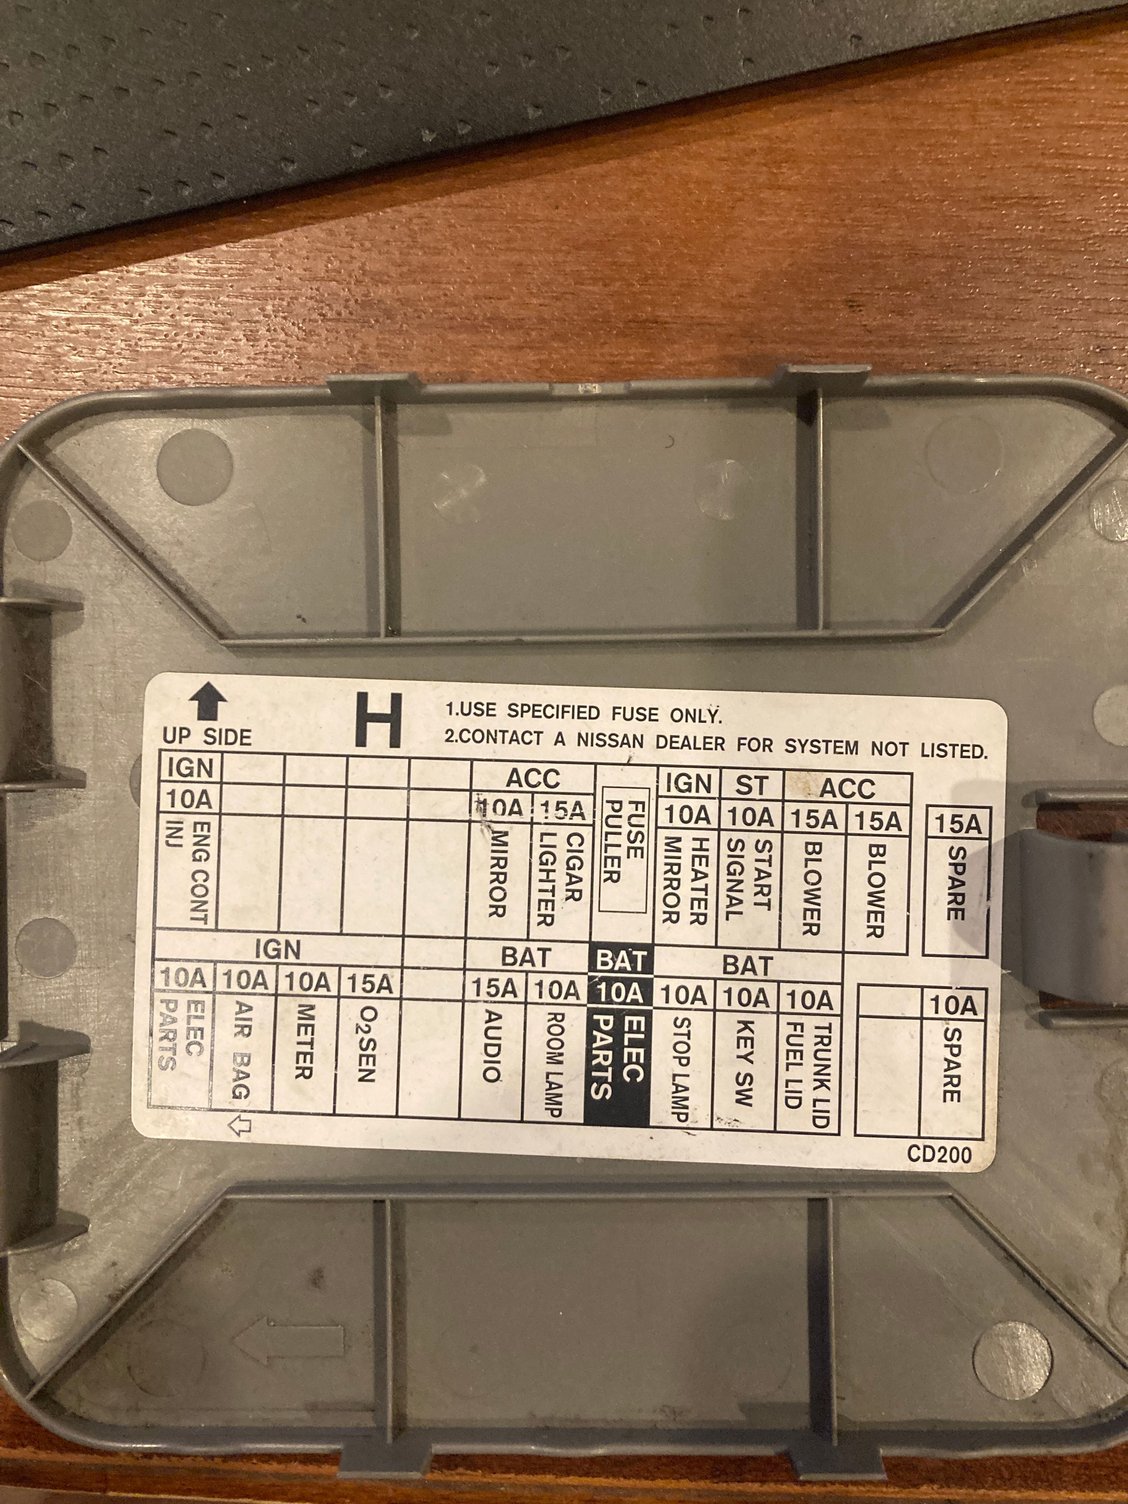 UP SIDE
H
1.USE SPECIFIED FUSE ONLY.
2.CONTACT A NISSAN DEALER FOR SYSTEM NOT LISTED.
IGN ACC IGN ST ACC
10A 10A 15A 10A 10A 15A 15A 15A
ENG CONT
INJ
MIRROR
CIGAR
LIGHTER
FUSE
PULLER
HEATER
MIRROR
START
SIGNAL
BLOWER
BLOWER
SPARE
IGN BAT BAT BAT
10A 10A 10A 15A 15A 10A 10A 10A 10A 10A 10A
ELEC
PARTS
AIR BAG
METER
O₂SEN
AUDIO
ROOM LAMP
ELEC
PARTS
STOP LAMP
KEY SW
TRUNK LID
FUEL LID
SPARE
CD200